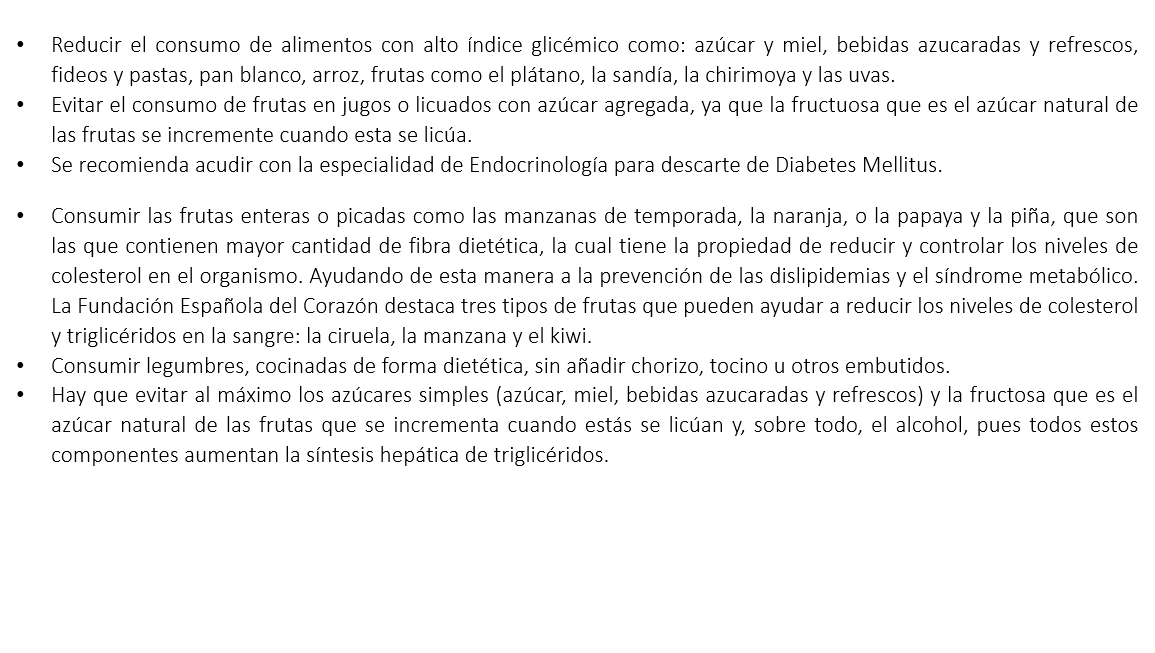 • Reducir el consumo de alimentos con alto índice glicémico como: azúcar y miel, bebidas azucaradas y refrescos,
fideos y pastas, pan blanco, arroz, frutas como el plátano, la sandía, la chirimoya y las uvas.
• Evitar el consumo de frutas en jugos o licuados con azúcar agregada, ya que la fructuosa que es el azúcar natural de
las frutas se incremente cuando esta se licúa.
• Se recomienda acudir con la especialidad de Endocrinología para descarte de Diabetes Mellitus.
• Consumir las frutas enteras o picadas como las manzanas de temporada, la naranja, o la papaya y la piña, que son
las que contienen mayor cantidad de fibra dietética, la cual tiene la propiedad de reducir y controlar los niveles de
colesterol en el organismo. Ayudando de esta manera a la prevención de las dislipidemias y el síndrome metabólico.
La Fundación Española del Corazón destaca tres tipos de frutas que pueden ayudar a reducir los niveles de colesterol
y triglicéridos en la sangre: la ciruela, la manzana y el kiwi.
• Consumir legumbres, cocinadas de forma dietética, sin añadir chorizo, tocino u otros embutidos.
• Hay que evitar al máximo los azúcares simples (azúcar, miel, bebidas azucaradas y refrescos) y la fructosa que es el
azúcar natural de las frutas que se incrementa cuando estás se licúan y, sobre todo, el alcohol, pues todos estos
componentes aumentan la síntesis hepática de triglicéridos.